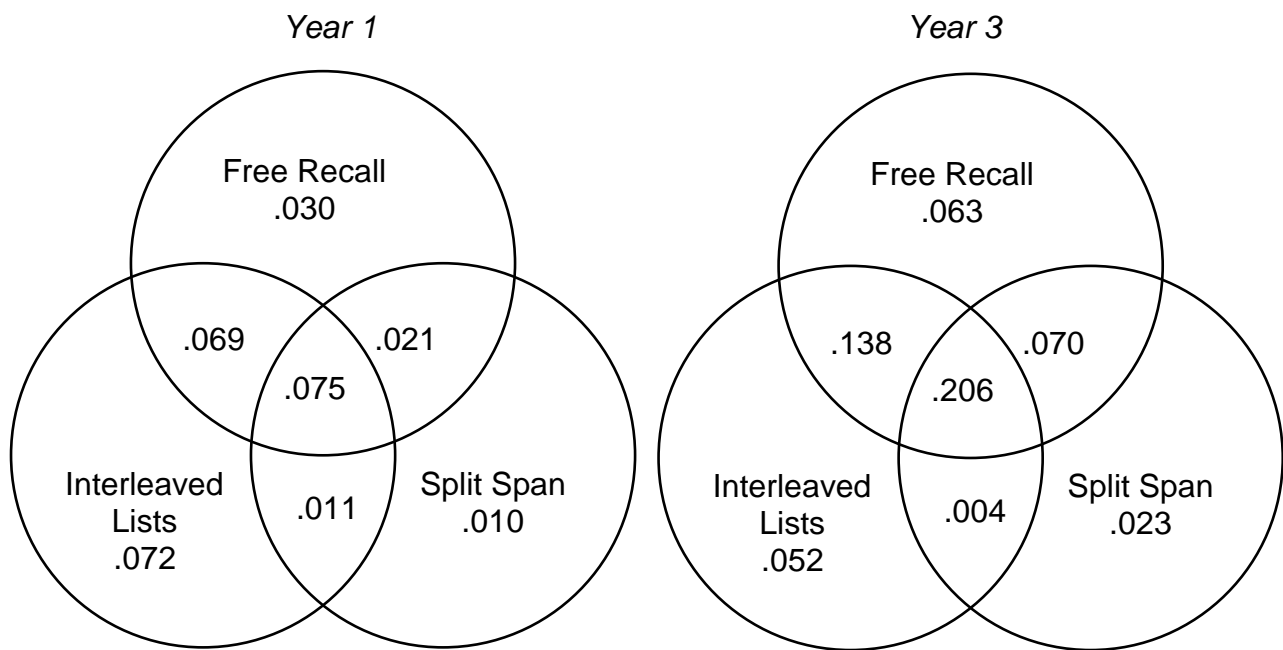 Year 1
Free Recall
.030
.069
.021
.075
Interleaved
Lists
.072
.011
Split Span
.010
Year 3
Free Recall
.063
.138
.070
.206
Interleaved
Lists
.052
.004
Split Span
.023